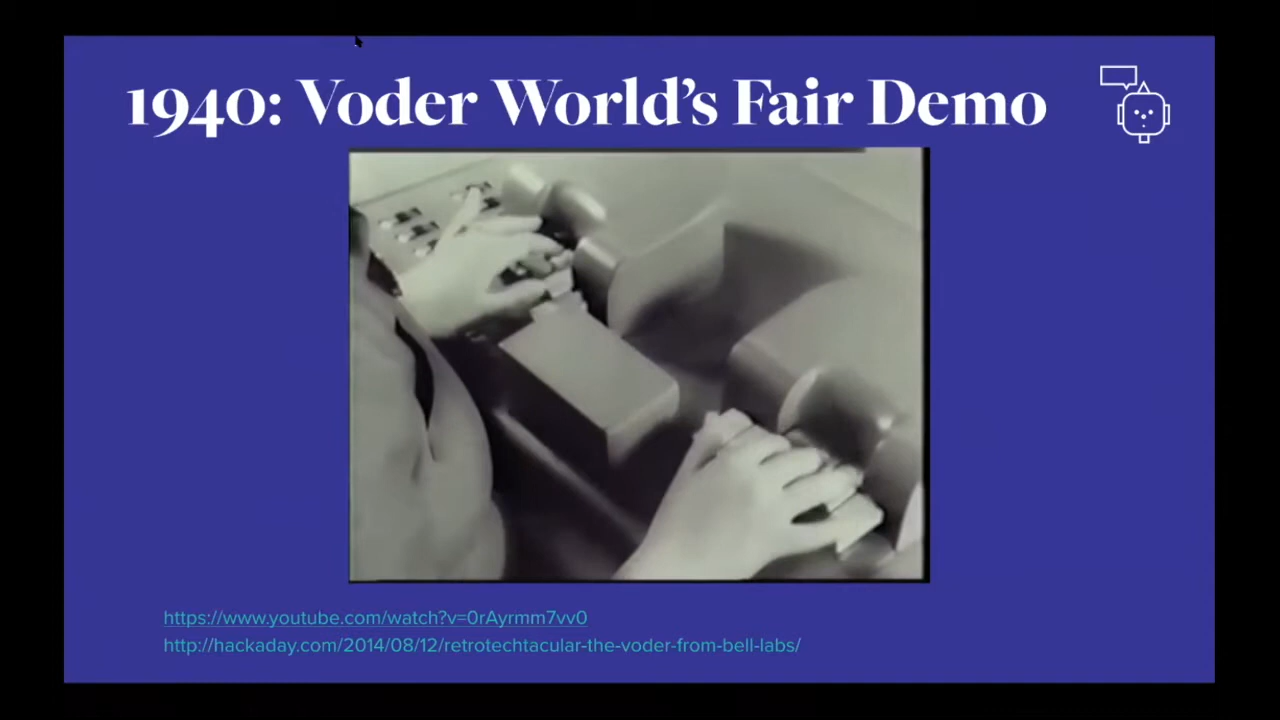 1940: Voder World's Fair Demo
https://www.youtube.com/watch?v=0rAyrmm7vv0
http://hackaday.com/2014/08/12/retrotechtacular-the-voder-from-bell-labs/